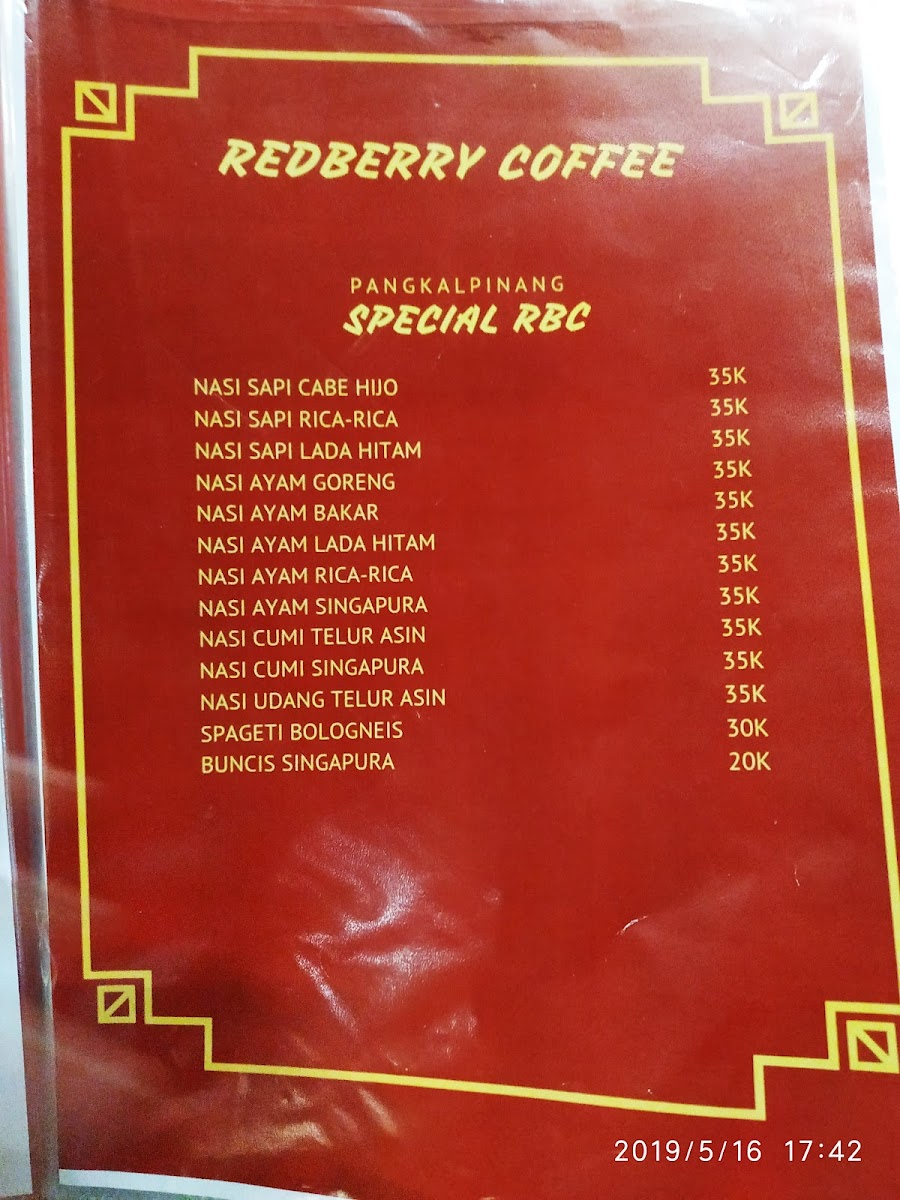 REDBERRY COFFEE
PANGKALPINANG
SPECIAL RBC
NASI SAPI CABE HIJO 35K
NASI SAPI RICA-RICA 35K
NASI SAPI LADA HITAM 35K
NASI AYAM GORENG 35K
NASI AYAM BAKAR 35K
NASI AYAM LADA HITAM 35K
NASI AYAM RICA-RICA 35K
NASI AYAM SINGAPURA 35K
NASI CUMI TELUR ASIN 35K
NASI CUMI SINGAPURA 35K
NASI UDANG TELUR ASIN 35K
SPAGETI BOLOGNEIS 30K
BUNCIS SINGAPURA 20K
2019/5/16 17:42